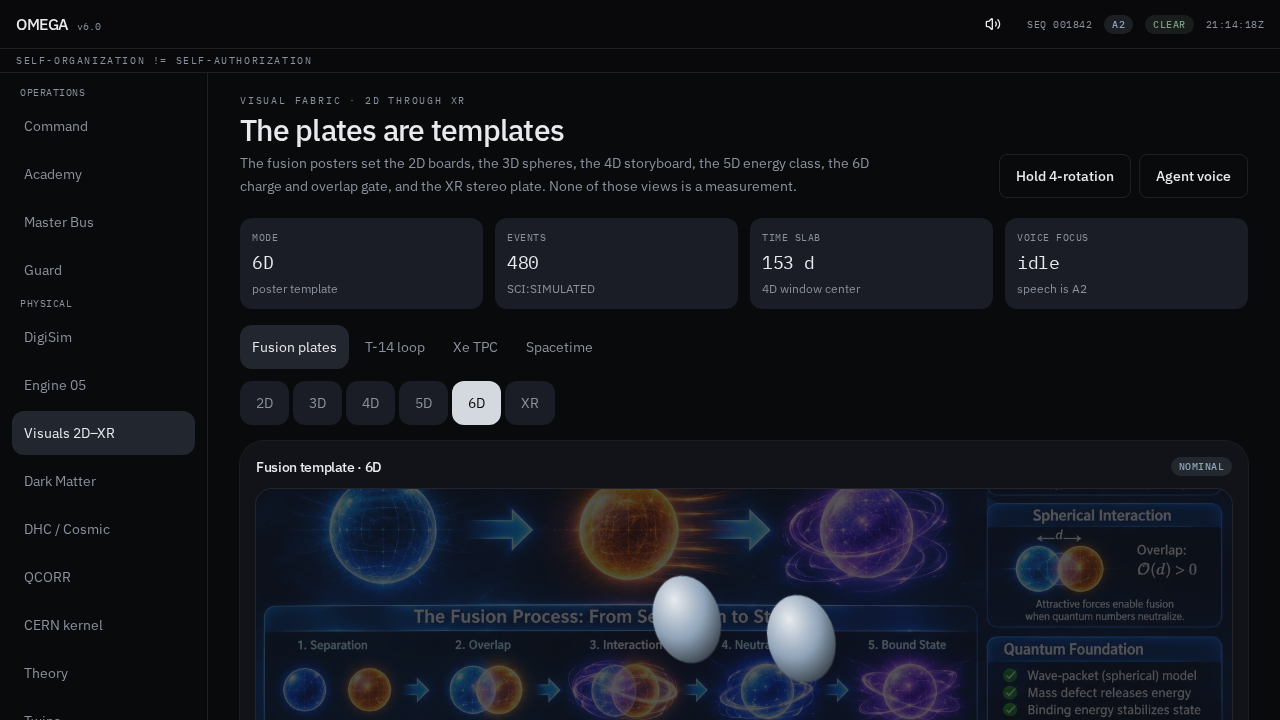 OMEGA v6.0
SEQ 001842 A2 CLEAR 21:14:18Z
SELF-ORGANIZATION != SELF-AUTHORIZATION
OPERATIONS
Command
Academy
Master Bus
Guard
PHYSICAL
DigiSim
Engine 05
Visuals 2D–XR
Dark Matter
DHC / Cosmic
QCORR
CERN kernel
Theory
VISUAL FABRIC · 2D THROUGH XR
The plates are templates
The fusion posters set the 2D boards, the 3D spheres, the 4D storyboard, the 5D energy class, the 6D
charge and overlap gate, and the XR stereo plate. None of those views is a measurement.
Hold 4-rotation
Agent voice
MODE
6D
poster template
EVENTS
480
SCI:SIMULATED
TIME SLAB
153 d
4D window center
VOICE FOCUS
idle
speech is A2
Fusion plates T-14 loop Xe TPC Spacetime
2D 3D 4D 5D 6D XR
Fusion template · 6D
NOMINAL
The Fusion Process: From
1. Separation
2. Overlap
3. Interaction
4.
5. Bound State
Spherical Interaction
d
Overlap:
O(d) > 0
Attractive forces enable fusion
when quantum numbers neutralize.
Quantum Foundation
Wave-packet (spherical) model
Mass defect releases energy
Binding energy stabilizes state